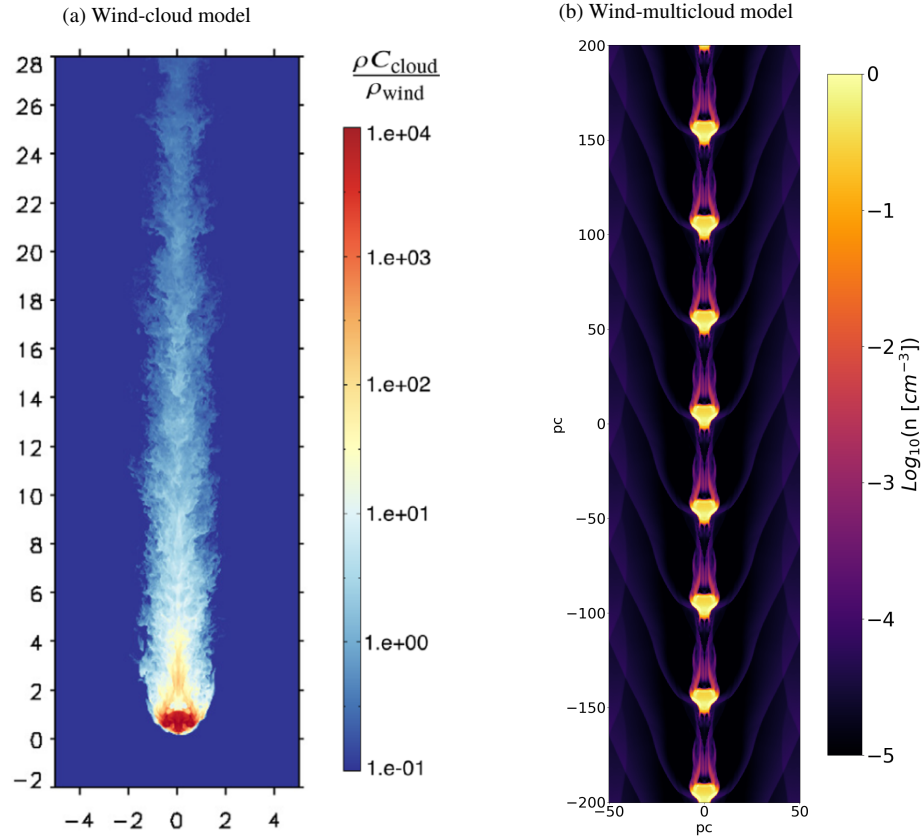 (a) Wind-cloud model
28
26
24
22
20
18
16
14
12
10
8
6
4
2
0
−2
−4 −2 0 2 4
ρC_cloud
ρ_wind
1.e+04
1.e+03
1.e+02
1.e+01
1.e+00
1.e-01
(b) Wind-multicloud model
200
150
100
50
0
−50
−100
−150
−200
pc
−50 0 50
pc
0
−1
−2
−3
−4
−5
Log₁₀(n [cm⁻³])